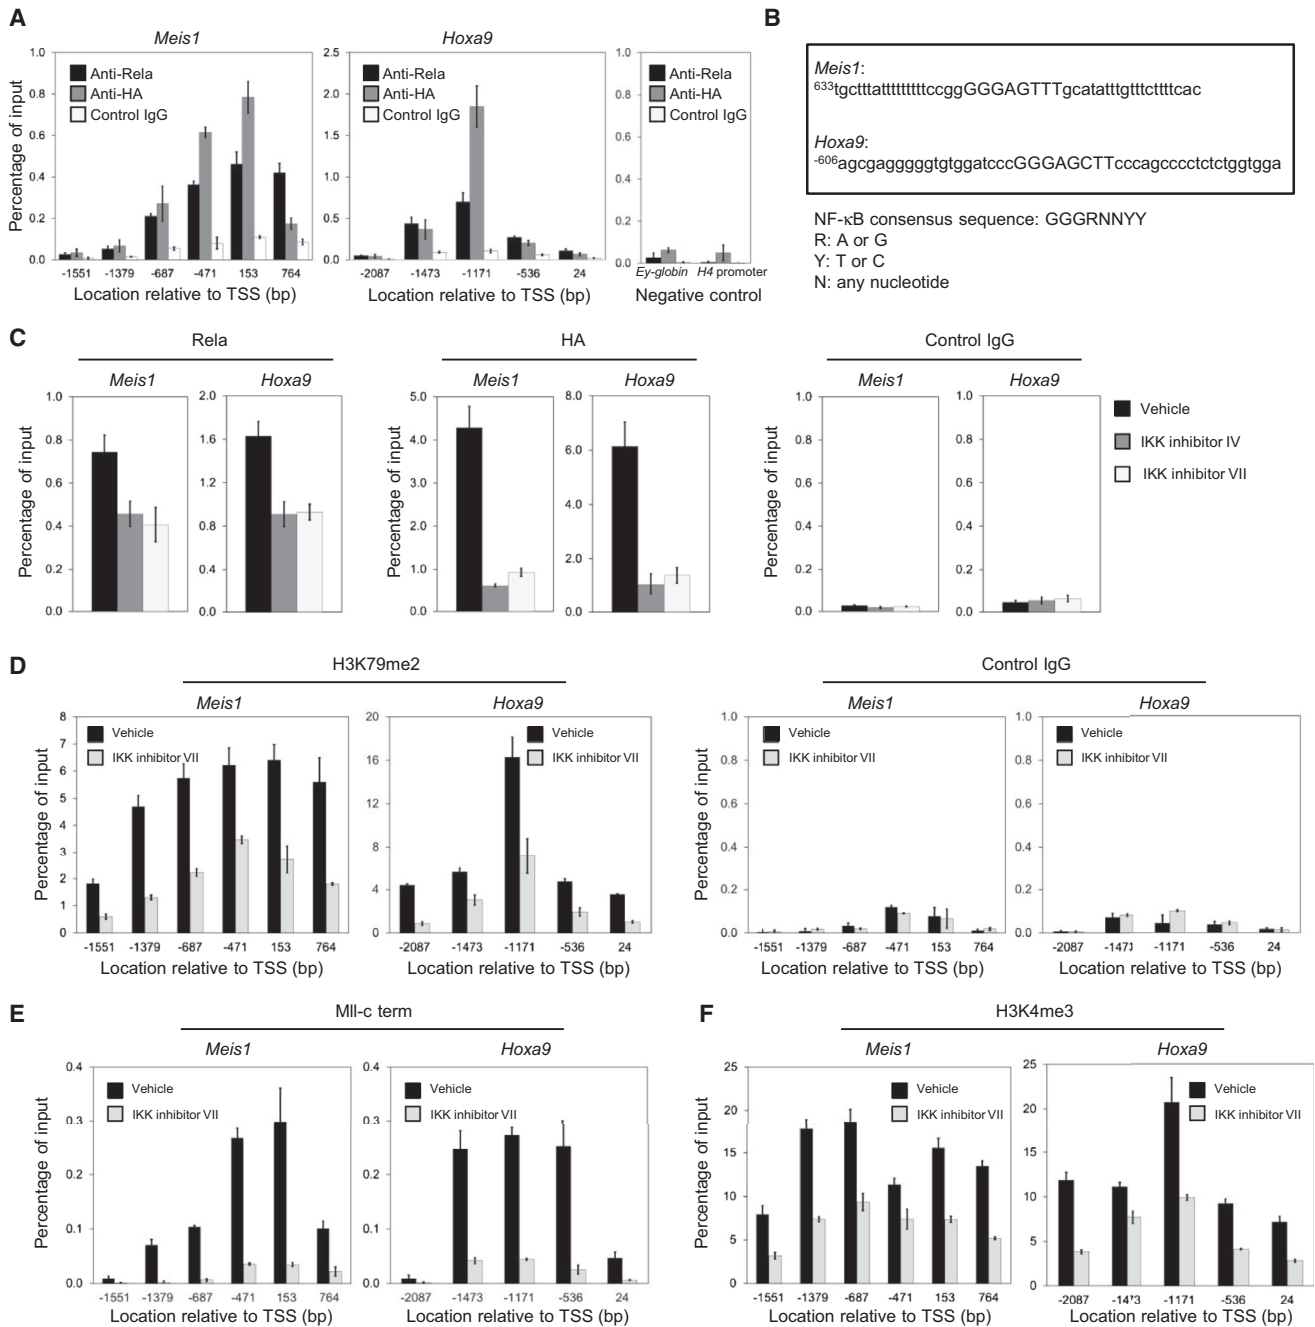 A
Meis1
1.0
0.8
0.6
0.4
0.2
0.0
Percentage of input
Anti-Rela
Anti-HA
Control IgG
-1551 -1379 -687 -471 153 764
Location relative to TSS (bp)
Hoxa9
2.5
2.0
1.5
1.0
0.5
0.0
Anti-Rela
Anti-HA
Control IgG
-2087 -1473 -1171 -536 24
Location relative to TSS (bp)
1.0
0.8
0.6
0.4
0.2
0.0
Anti-Rela
Anti-HA
Control IgG
Ey-globin H4 promoter
Negative control
B
Meis1:
633tgctttatttttttttccggGGGAGTTTgcatatttgtttcttttcac
Hoxa9:
-606agcgagggggtgtggatcccGGGAGCTTcccagcccctctctggtgga
NF-κB consensus sequence: GGGRNNYY
R: A or G
Y: T or C
N: any nucleotide
C
Rela
Meis1
1.0
0.8
0.6
0.4
0.2
0.0
Percentage of input
Hoxa9
2.0
1.6
1.2
0.8
0.4
0.0
HA
Meis1
5.0
4.0
3.0
2.0
1.0
0.0
Percentage of input
Hoxa9
8.0
6.0
4.0
2.0
0.0
Control IgG
Meis1
1.0
0.8
0.6
0.4
0.2
0.0
Percentage of input
Hoxa9
1.0
0.8
0.6
0.4
0.2
0.0
Vehicle
IKK inhibitor IV
IKK inhibitor VII
D
H3K79me2
Meis1
8
7
6
5
4
3
2
1
0
Percentage of input
Vehicle
IKK inhibitor VII
-1551 -1379 -687 -471 153 764
Location relative to TSS (bp)
Hoxa9
20
16
12
8
4
0
Vehicle
IKK inhibitor VII
-2087 -1473 -1171 -536 24
Location relative to TSS (bp)
Control IgG
Meis1
1.0
0.8
0.6
0.4
0.2
0.0
Percentage of input
Vehicle
IKK inhibitor VII
-1551 -1379 -687 -471 153 764
Location relative to TSS (bp)
Hoxa9
1.0
0.8
0.6
0.4
0.2
0.0
Vehicle
IKK inhibitor VII
-2087 -1471 -1171 -536 24
Location relative to TSS (bp)
E
Mll-c term
Meis1
0.4
0.3
0.2
0.1
0.0
Percentage of input
Vehicle
IKK inhibitor VII
-1551 -1379 -687 -471 153 764
Location relative to TSS (bp)
Hoxa9
0.4
0.3
0.2
0.1
0.0
Vehicle
IKK inhibitor VII
-2087 -1473 -1171 -536 24
Location relative to TSS (bp)
F
H3K4me3
Meis1
25
20
15
10
5
0
Percentage of input
Vehicle
IKK inhibitor VII
-1551 -1379 -687 -471 153 764
Location relative to TSS (bp)
Hoxa9
25
20
15
10
5
0
Vehicle
IKK inhibitor VII
-2087 -1473 -1171 -536 24
Location relative to TSS (bp)